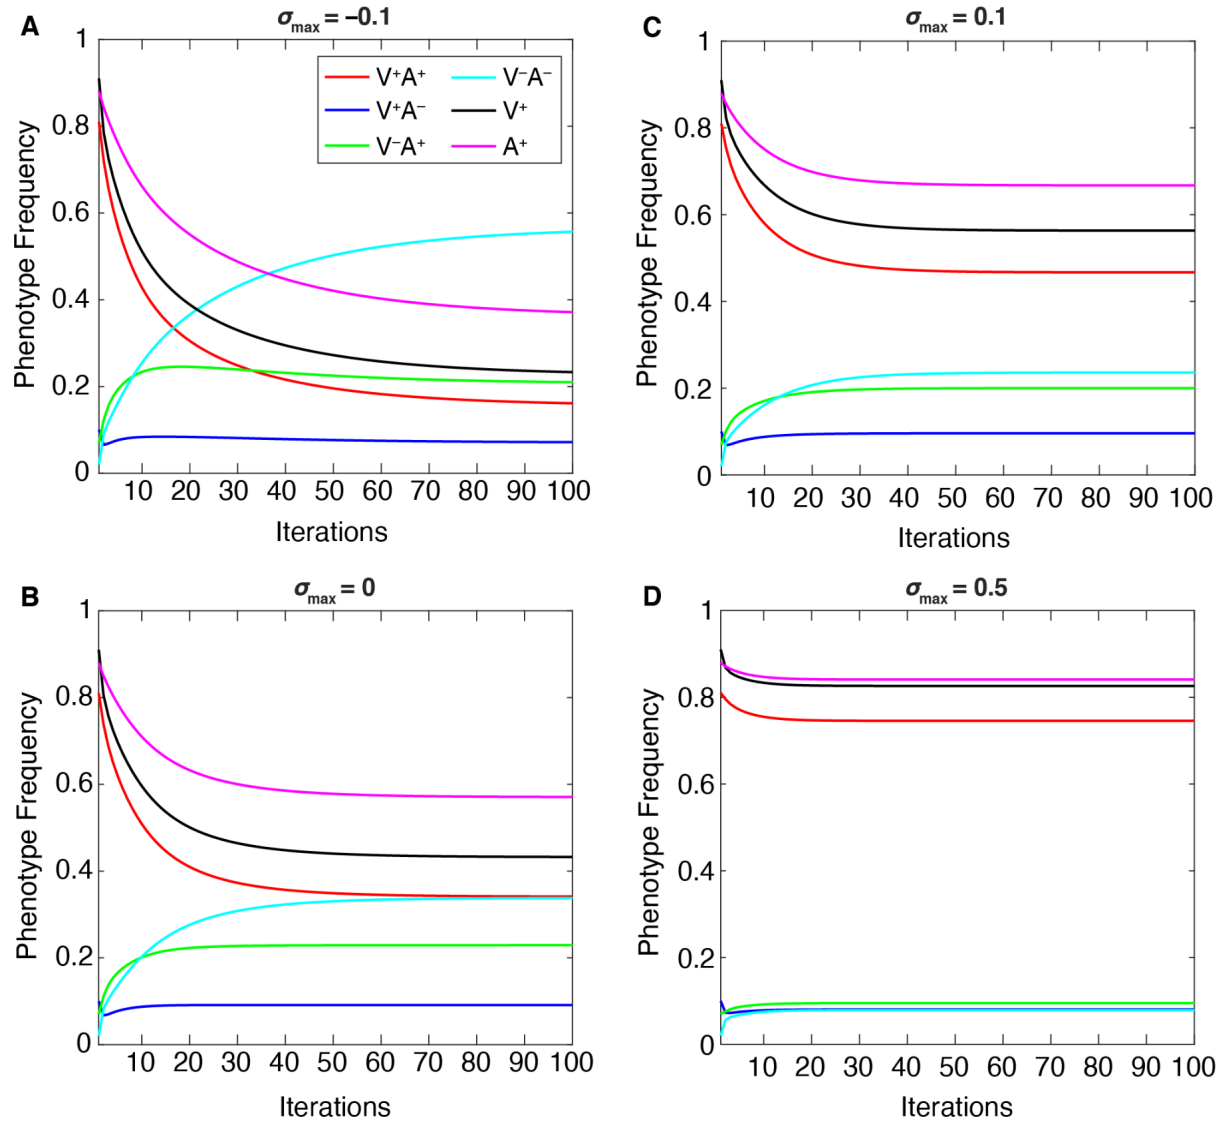 A
σmax = −0.1
1
0.8
0.6
0.4
0.2
0
Phenotype Frequency
V⁺A⁺
V⁻A⁻
V⁺A⁻
V⁺
V⁻A⁺
A⁺
10 20 30 40 50 60 70 80 90 100
Iterations
C
σmax = 0.1
1
0.8
0.6
0.4
0.2
0
Phenotype Frequency
10 20 30 40 50 60 70 80 90 100
Iterations
B
σmax = 0
1
0.8
0.6
0.4
0.2
0
Phenotype Frequency
10 20 30 40 50 60 70 80 90 100
Iterations
D
σmax = 0.5
1
0.8
0.6
0.4
0.2
0
Phenotype Frequency
10 20 30 40 50 60 70 80 90 100
Iterations